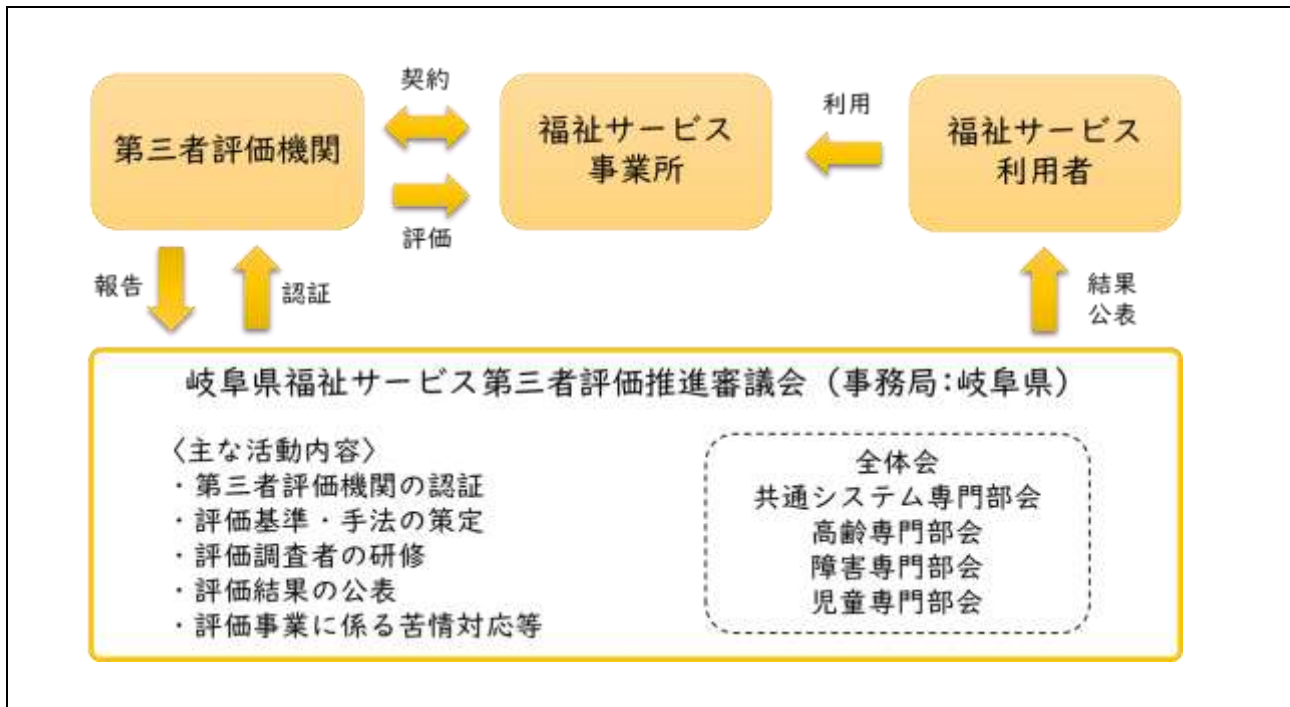 契約
第三者評価機関
評価
福祉サービス
事業所
利用
福祉サービス
利用者
報告
認証
結果
公表
岐阜県福祉サービス第三者評価推進審議会（事務局:岐阜県）
〈主な活動内容〉
・第三者評価機関の認証
・評価基準・手法の策定
・評価調査者の研修
・評価結果の公表
・評価事業に係る苦情対応等
全体会
共通システム専門部会
高齢専門部会
障害専門部会
児童専門部会